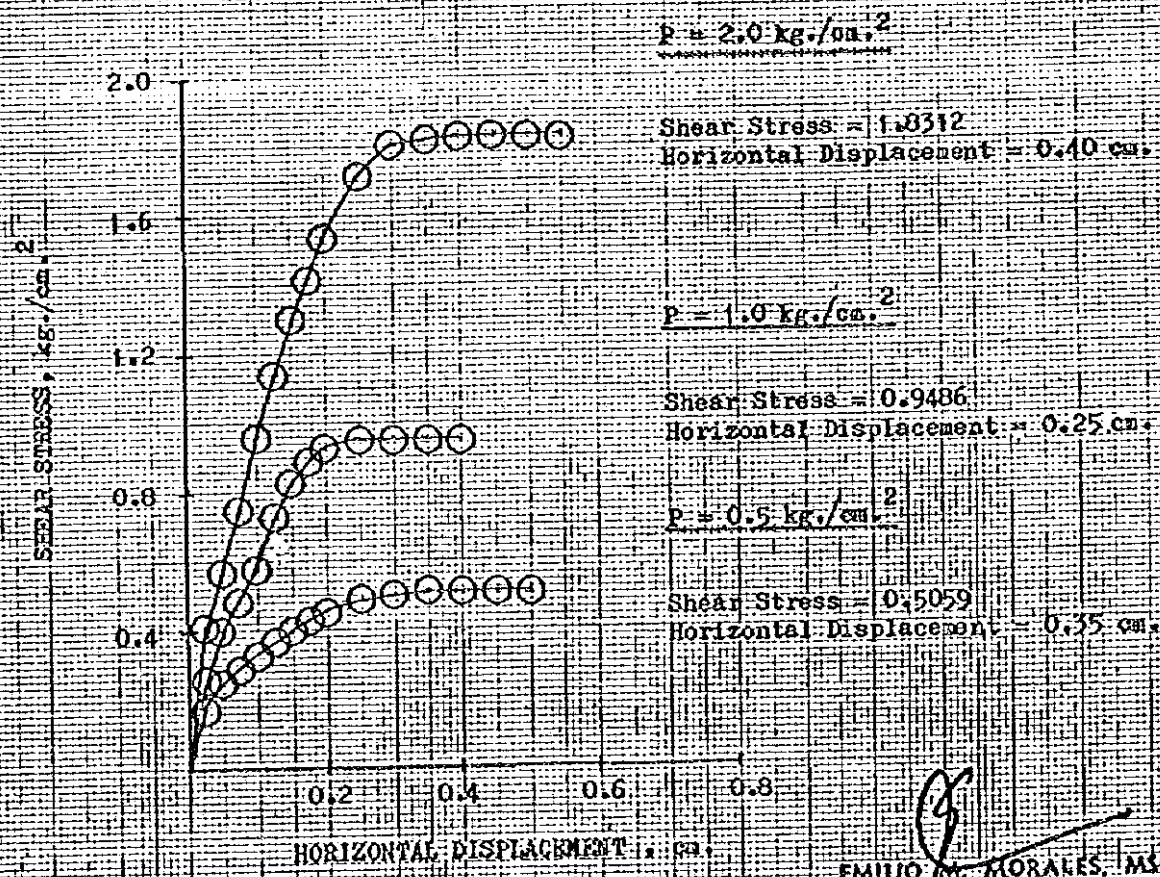 P = 2.0 kg./cm.2
2.0
Shear Stress = 1.8312
Horizontal Displacement = 0.40 cm.
1.6
SHEAR STRESS, kg./cm.2
P = 1.0 kg./cm.2
1.2
Shear Stress = 0.9486
Horizontal Displacement = 0.25 cm.
0.8
P = 0.5 kg./cm.2
Shear Stress = 0.5059
Horizontal Displacement = 0.35 cm.
0.4
0.2 0.4 0.6 0.8
HORIZONTAL DISPLACEMENT, cm.
EMILIO M. MORALES, MS